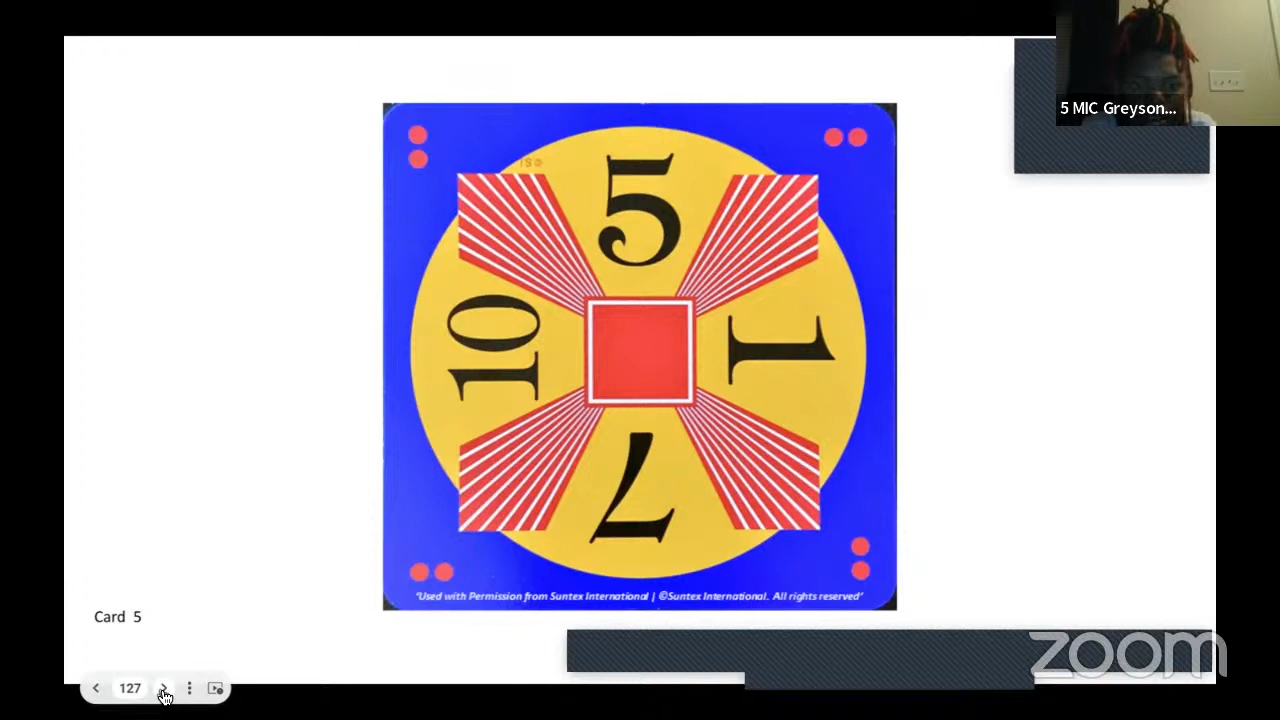 5 MIC Greyson...
5
10
1
7
"Used with Permission from Suntex International | ©Suntex International. All rights reserved"
Card 5
127
zoom